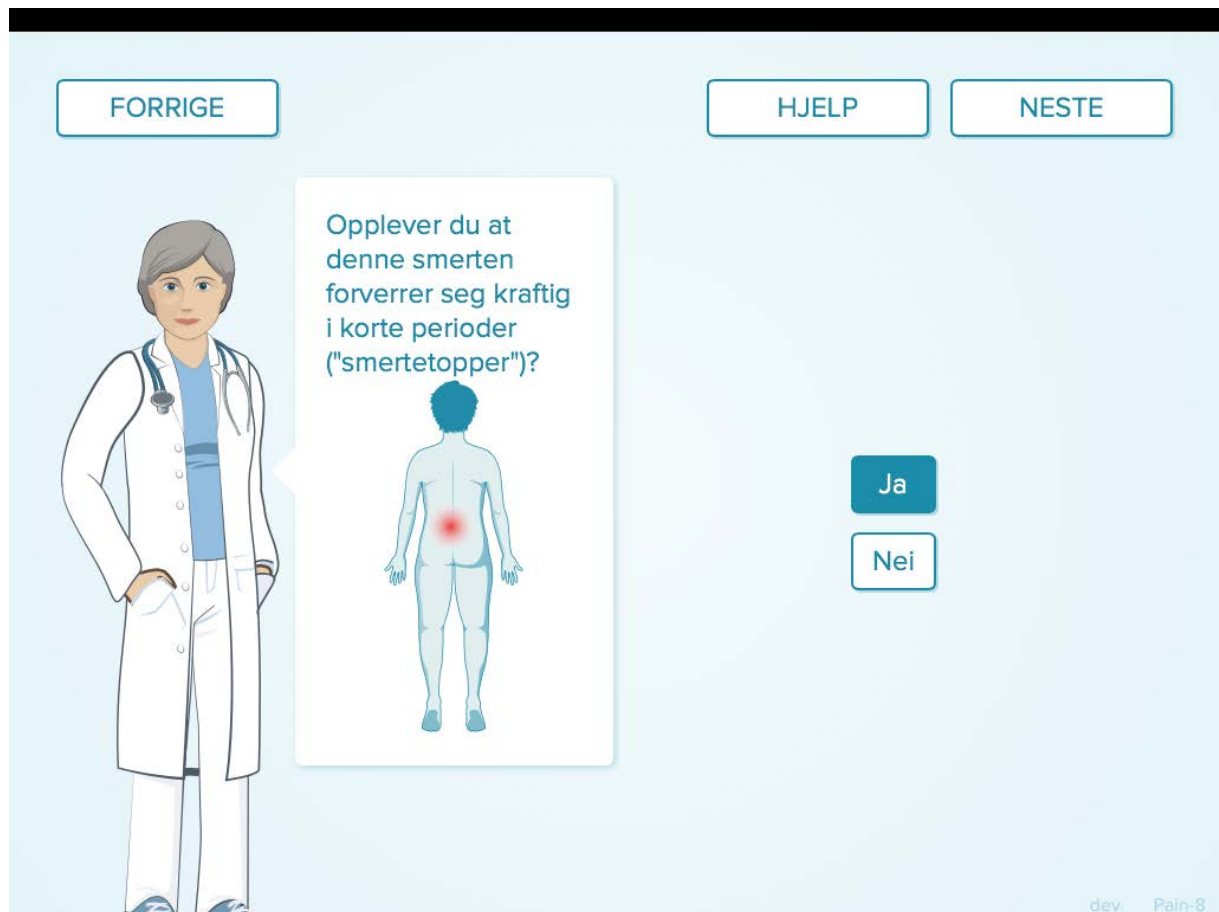 FORRIGE
HJELP
NESTE
Opplever du at
denne smerten
forverrer seg kraftig
i korte perioder
("smertetopper")?
Ja
Nei
dev. Pain-8